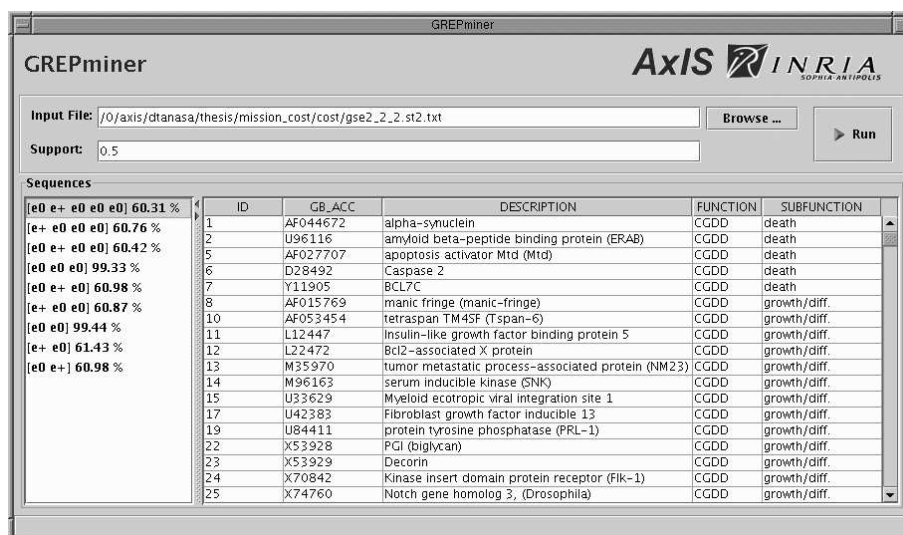 GREPminer
GREPminer
AxIS INRIA
SOPHIA-ANTIPOLIS
Input File: /0/axis/dtanasa/thesis/mission_cost/cost/gse2_2_2.st2.txt Browse ...
Run
Support: 0.5
Sequences
[e0 e+ e0 e0 e0] 60.31 %
[e+ e0 e0 e0] 60.76 %
[e0 e+ e0 e0] 60.42 %
[e0 e0 e0] 99.33 %
[e0 e+ e0] 60.98 %
[e+ e0 e0] 60.87 %
[e0 e0] 99.44 %
[e+ e0] 61.43 %
[e0 e+] 60.98 %
ID GB_ACC DESCRIPTION FUNCTION SUBFUNCTION
1 AF044672 alpha-synuclein CGDD death
2 U96116 amyloid beta-peptide binding protein (ERAB) CGDD death
5 AF027707 apoptosis activator Mtd (Mtd) CGDD death
6 D28492 Caspase 2 CGDD death
7 Y11905 BCL7C CGDD death
8 AF015769 manic fringe (manic-fringe) CGDD growth/diff.
10 AF053454 tetraspan TM4SF (Tspan-6) CGDD growth/diff.
11 L12447 Insulin-like growth factor binding protein 5 CGDD growth/diff.
12 L22472 Bcl2-associated X protein CGDD growth/diff.
13 M35970 tumor metastatic process-associated protein (NM23) CGDD growth/diff.
14 M96163 serum inducible kinase (SNK) CGDD growth/diff.
15 U33629 Myeloid ecotropic viral integration site 1 CGDD growth/diff.
17 U42383 Fibroblast growth factor inducible 13 CGDD growth/diff.
19 U84411 protein tyrosine phosphatase (PRL-1) CGDD growth/diff.
22 X53928 PGI (biglycan) CGDD growth/diff.
23 X53929 Decorin CGDD growth/diff.
24 X70842 Kinase insert domain protein receptor (Flk-1) CGDD growth/diff.
25 X74760 Notch gene homolog 3, (Drosophila) CGDD growth/diff.